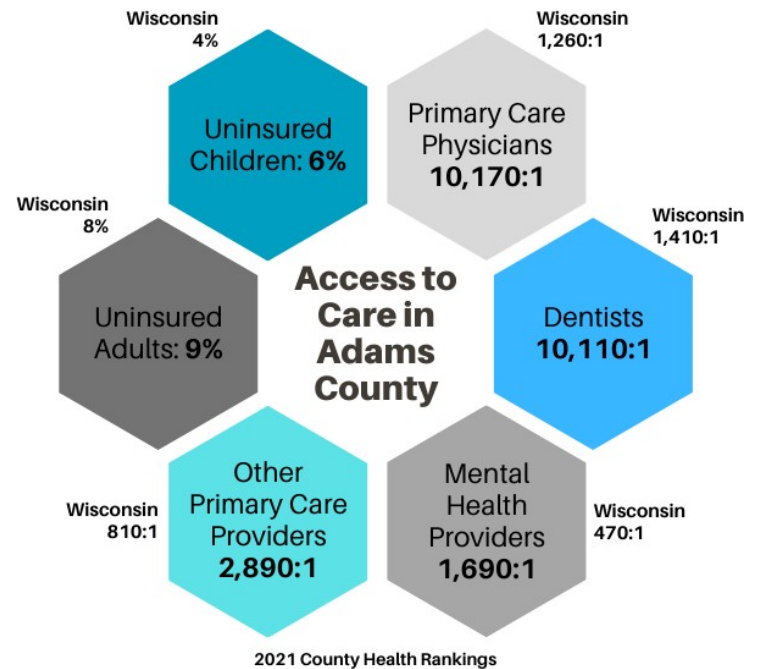 Wisconsin
4%
Uninsured
Children: 6%
Wisconsin
1,260:1
Primary Care
Physicians
10,170:1
Wisconsin
8%
Uninsured
Adults: 9%
Access to
Care in
Adams
County
Wisconsin
1,410:1
Dentists
10,110:1
Wisconsin
810:1
Other
Primary Care
Providers
2,890:1
Mental
Health
Providers
1,690:1
Wisconsin
470:1
2021 County Health Rankings